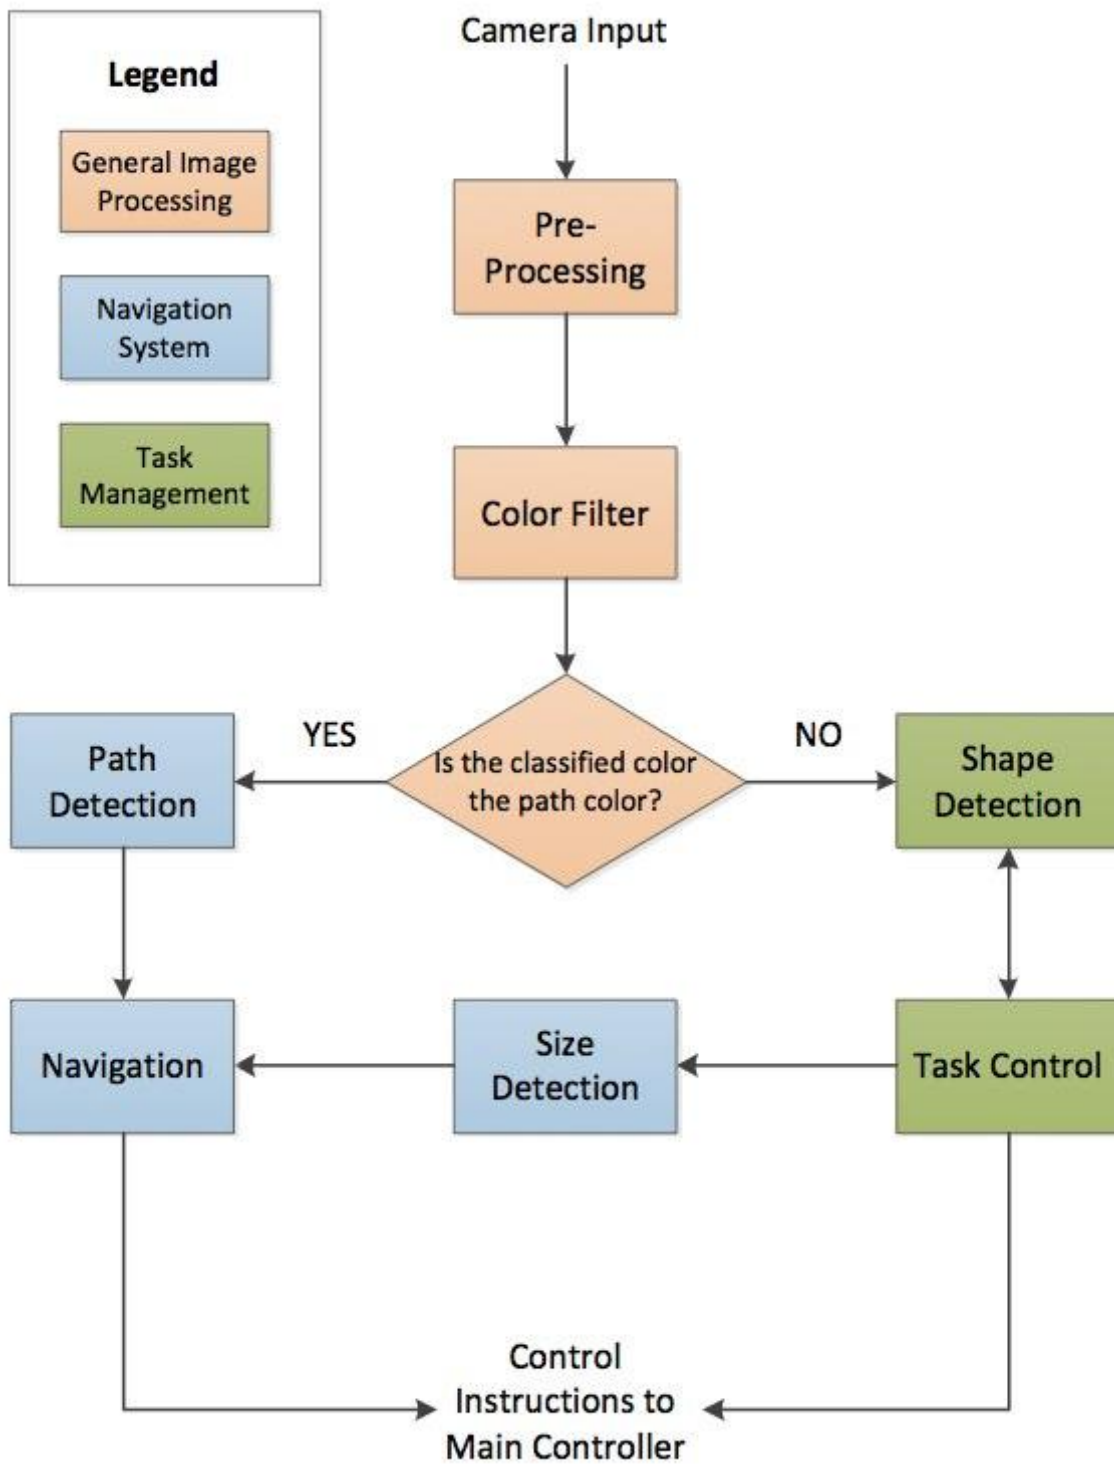 Legend
General Image
Processing
Navigation
System
Task
Management
Camera Input
Pre-
Processing
Color Filter
Is the classified color
the path color?
YES
NO
Path
Detection
Shape
Detection
Navigation
Size
Detection
Task Control
Control
Instructions to
Main Controller